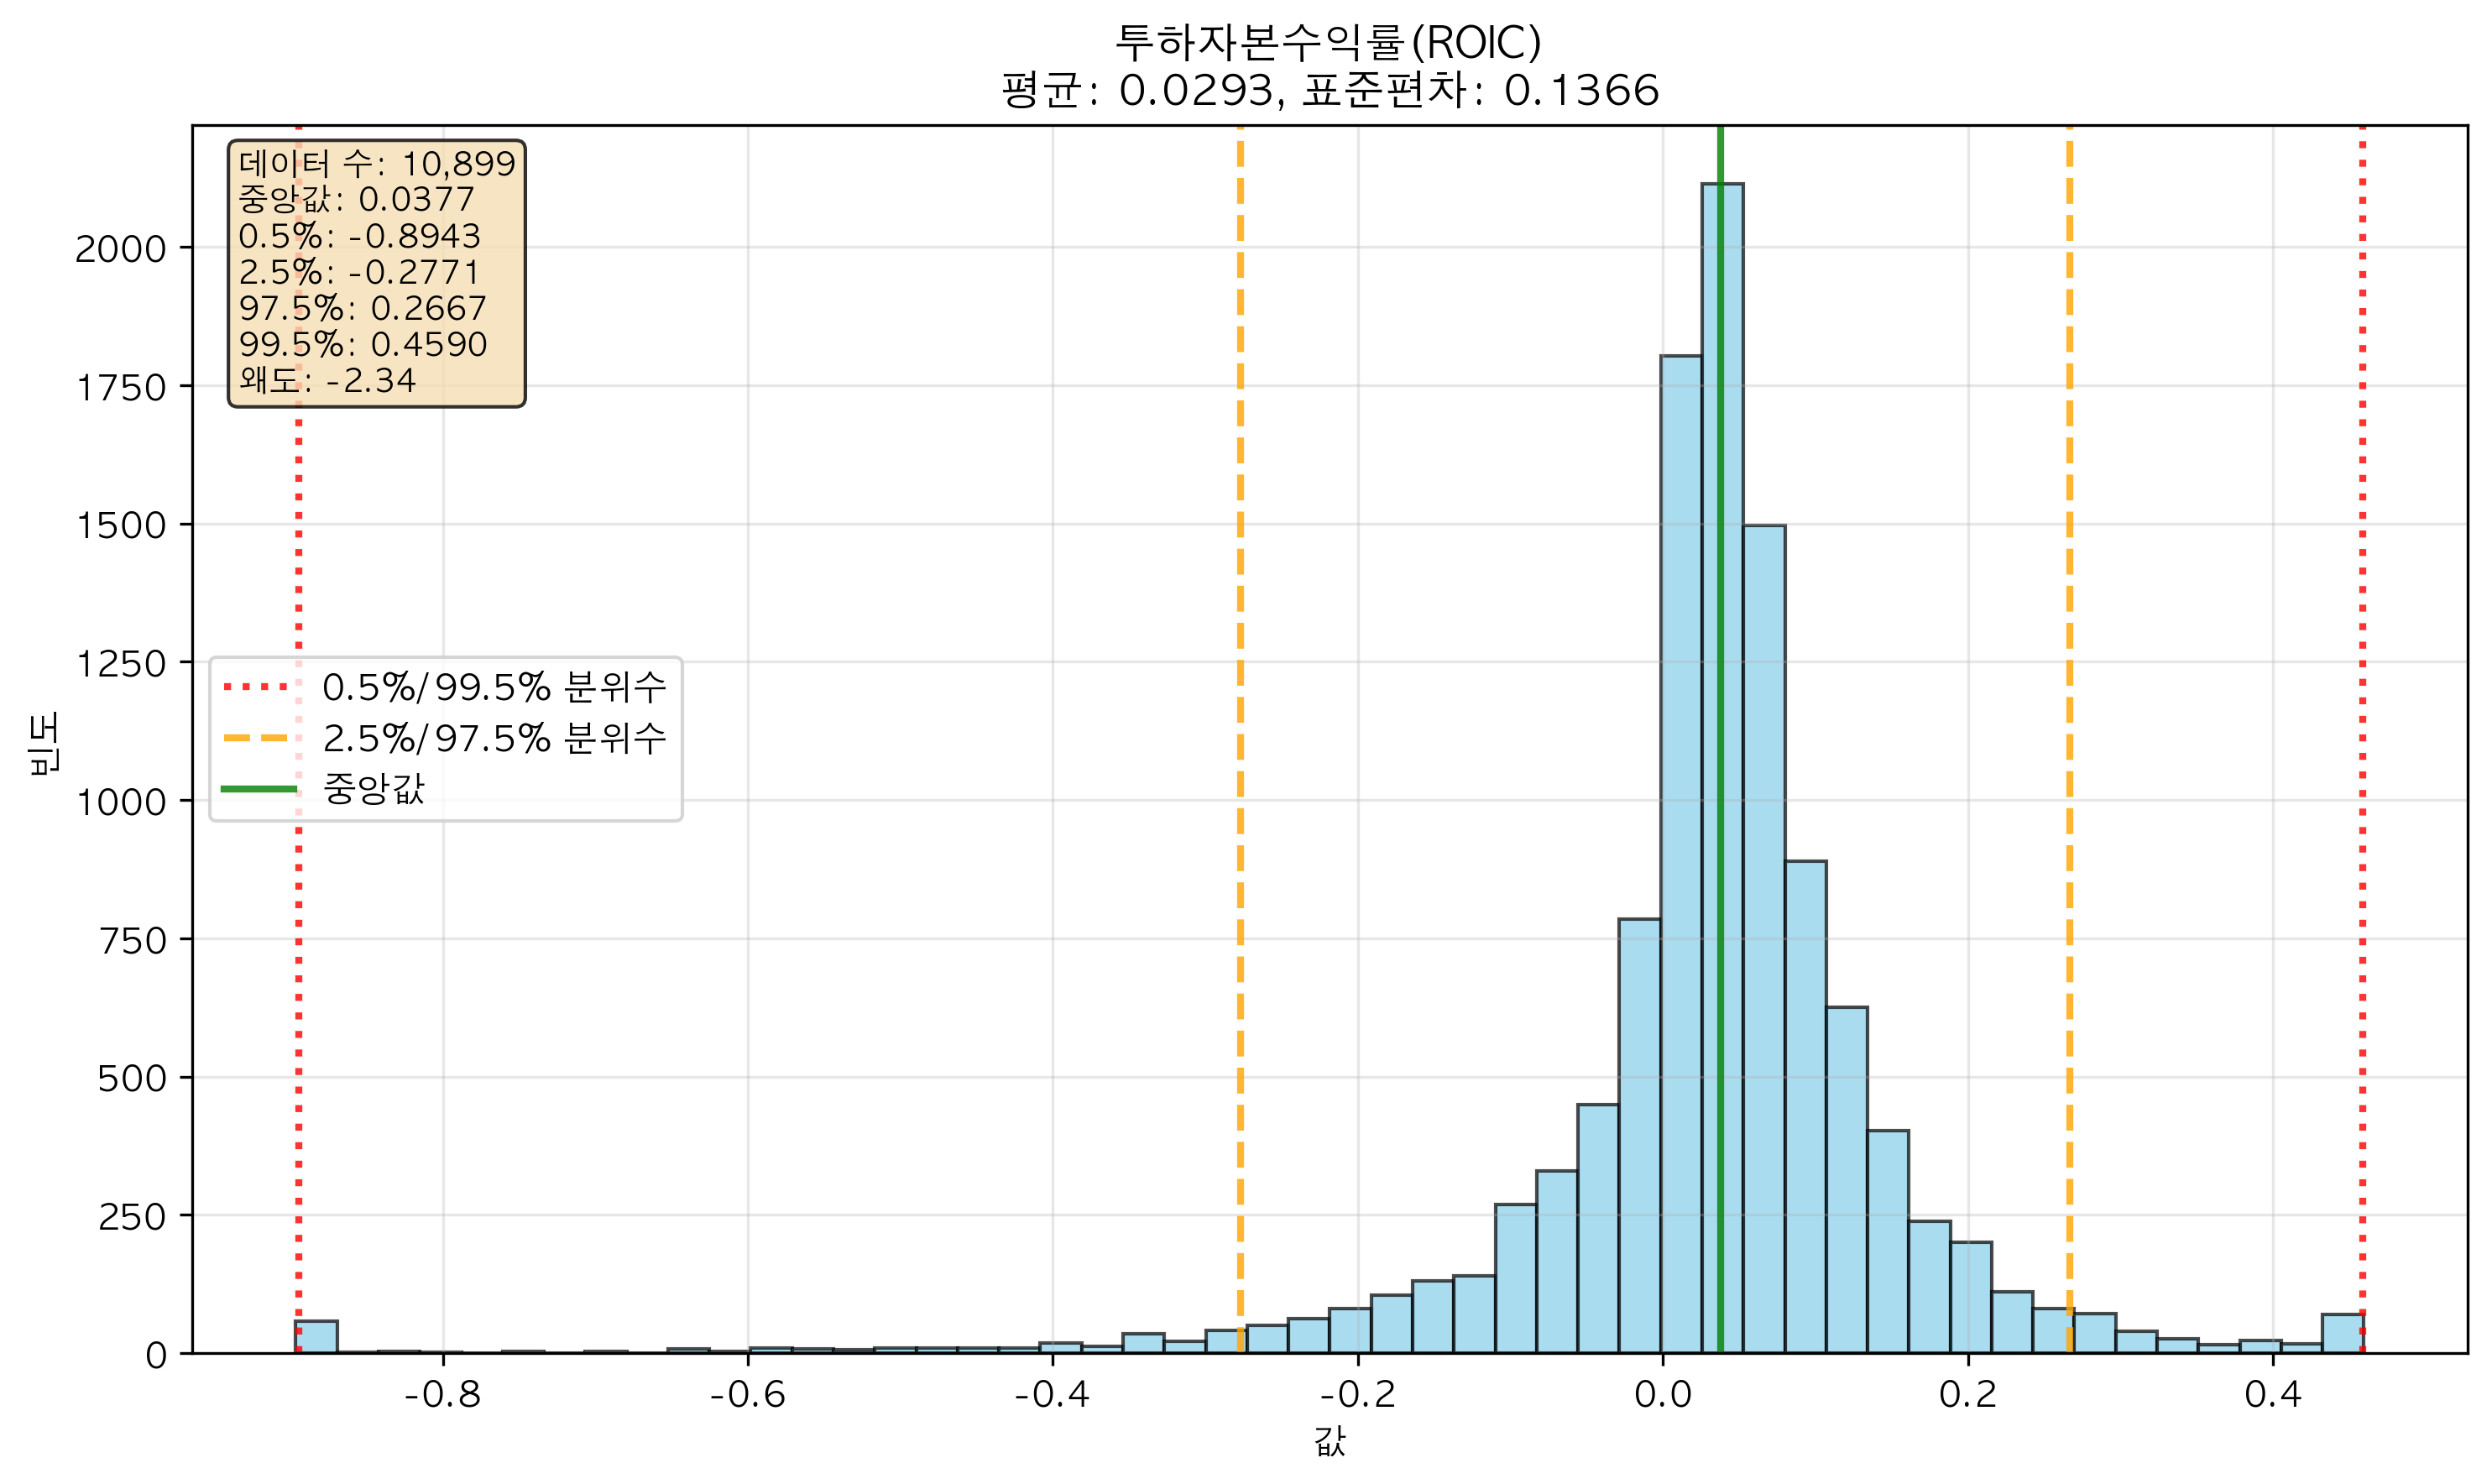 투하자본수익률(ROIC)
평균: 0.0293, 표준편차: 0.1366
데이터 수: 10,899
중앙값: 0.0377
0.5%: -0.8943
2.5%: -0.2771
97.5%: 0.2667
99.5%: 0.4590
왜도: -2.34
0.5%/99.5% 분위수
2.5%/97.5% 분위수
중앙값
빈도
2000
1750
1500
1250
1000
750
500
250
0
-0.8 -0.6 -0.4 -0.2 0.0 0.2 0.4
값